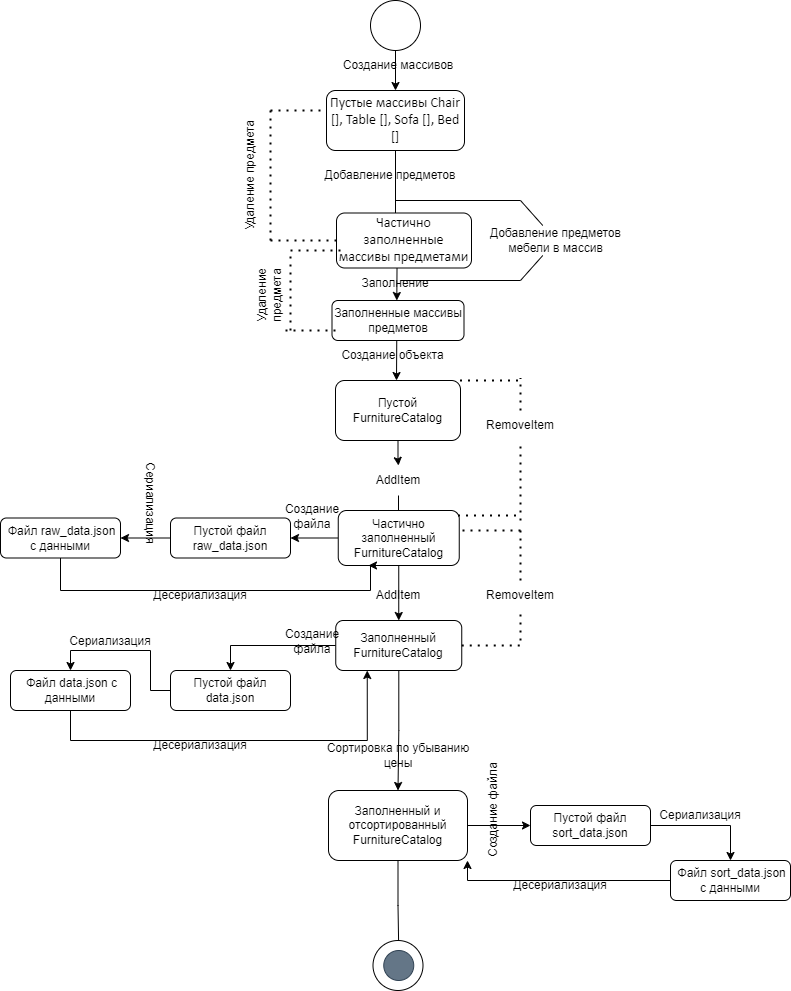 Создание массивов
Пустые массивы Chair
[], Table [], Sofa [], Bed
[]
Удаление предмета
Добавление предметов
Частично
заполненные
массивы предметами
Добавление предметов
мебели в массив
Удаление
предмета
Заполнение
Заполненные массивы
предметов
Создание объекта
Пустой
FurnitureCatalog
RemoveItem
AddItem
Сериализация
Создание
файла
Файл raw_data.json
с данными
Пустой файл
raw_data.json
Частично
заполненный
FurnitureCatalog
Десериализация
AddItem
RemoveItem
Сериализация
Создание
файла
Заполненный
FurnitureCatalog
Файл data.json с
данными
Пустой файл
data.json
Десериализация
Сортировка по убыванию
цены
Заполненный и
отсортированный
FurnitureCatalog
Создание файла
Пустой файл
sort_data.json
Сериализация
Файл sort_data.json
с данными
Десериализация